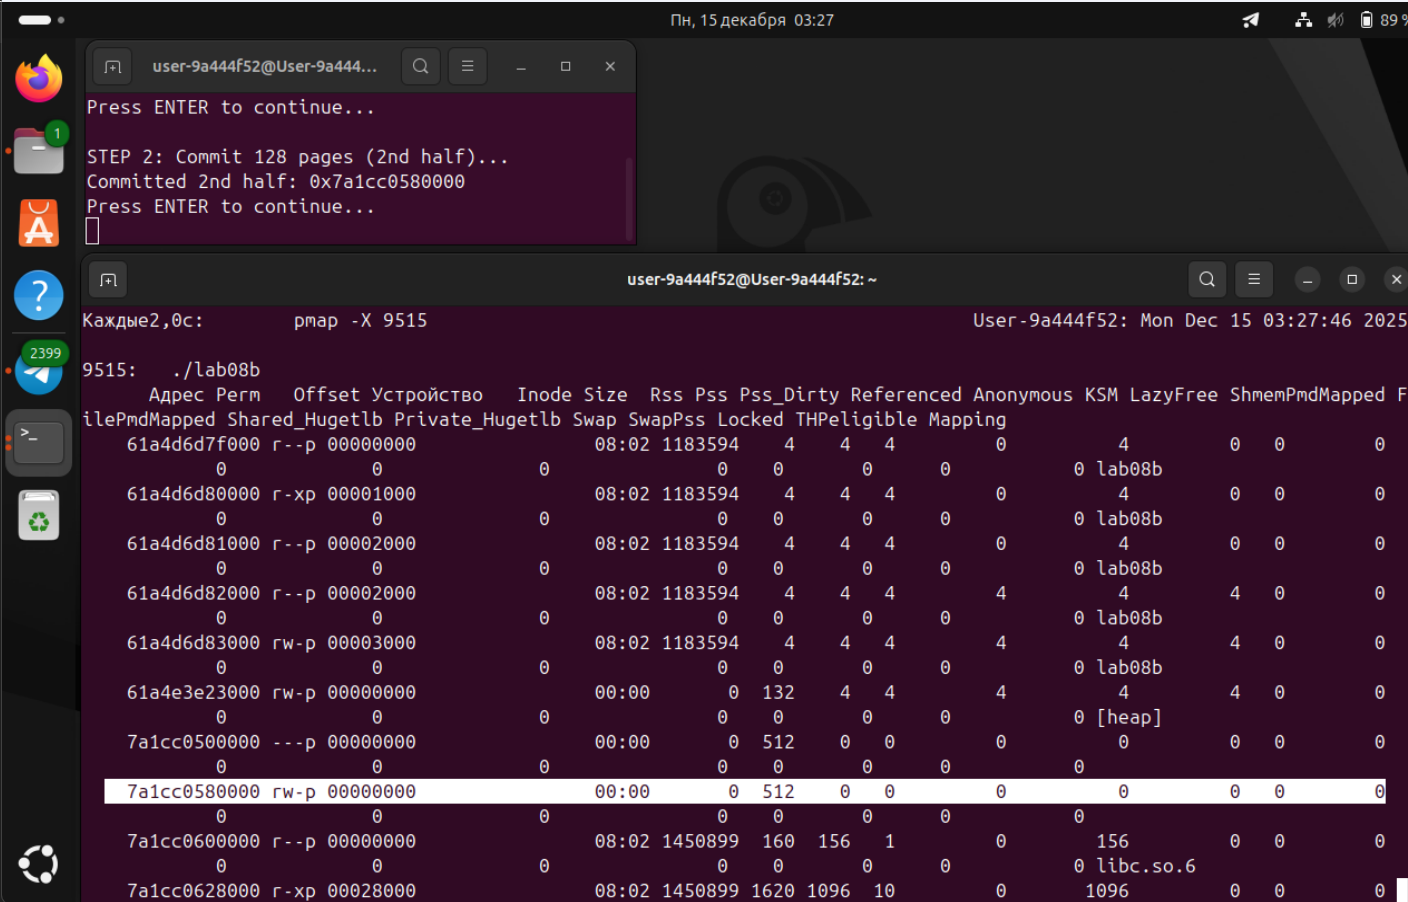 Пн, 15 декабря 03:27
89 %
1
2399
user-9a444f52@User-9a444...
Press ENTER to continue...
STEP 2: Commit 128 pages (2nd half)...
Committed 2nd half: 0x7a1cc0580000
Press ENTER to continue...
user-9a444f52@User-9a444f52: ~
Каждые2,0с: pmap -X 9515 User-9a444f52: Mon Dec 15 03:27:46 2025
9515: ./lab08b
Адрес Perm Offset Устройство Inode Size Rss Pss Pss_Dirty Referenced Anonymous KSM LazyFree ShmemPmdMapped F
ilePmdMapped Shared_Hugetlb Private_Hugetlb Swap SwapPss Locked THPeligible Mapping
61a4d6d7f000 r--p 00000000 08:02 1183594 4 4 4 0 4 0 0 0
0 0 0 0 0 0 0 0 lab08b
61a4d6d80000 r-xp 00001000 08:02 1183594 4 4 4 0 4 0 0 0
0 0 0 0 0 0 0 0 lab08b
61a4d6d81000 r--p 00002000 08:02 1183594 4 4 4 0 4 0 0 0
0 0 0 0 0 0 0 0 lab08b
61a4d6d82000 r--p 00002000 08:02 1183594 4 4 4 4 4 4 0 0
0 0 0 0 0 0 0 0 lab08b
61a4d6d83000 rw-p 00003000 08:02 1183594 4 4 4 4 4 4 0 0
0 0 0 0 0 0 0 0 lab08b
61a4e3e23000 rw-p 00000000 00:00 0 132 4 4 4 4 4 0 0
0 0 0 0 0 0 0 0 [heap]
7a1cc0500000 ---p 00000000 00:00 0 512 0 0 0 0 0 0 0
0 0 0 0 0 0 0 0
7a1cc0580000 rw-p 00000000 00:00 0 512 0 0 0 0 0 0 0
0 0 0 0 0 0 0 0
7a1cc0600000 r--p 00000000 08:02 1450899 160 156 1 0 156 0 0 0
0 0 0 0 0 0 0 0 libc.so.6
7a1cc0628000 r-xp 00028000 08:02 1450899 1620 1096 10 0 1096 0 0 0